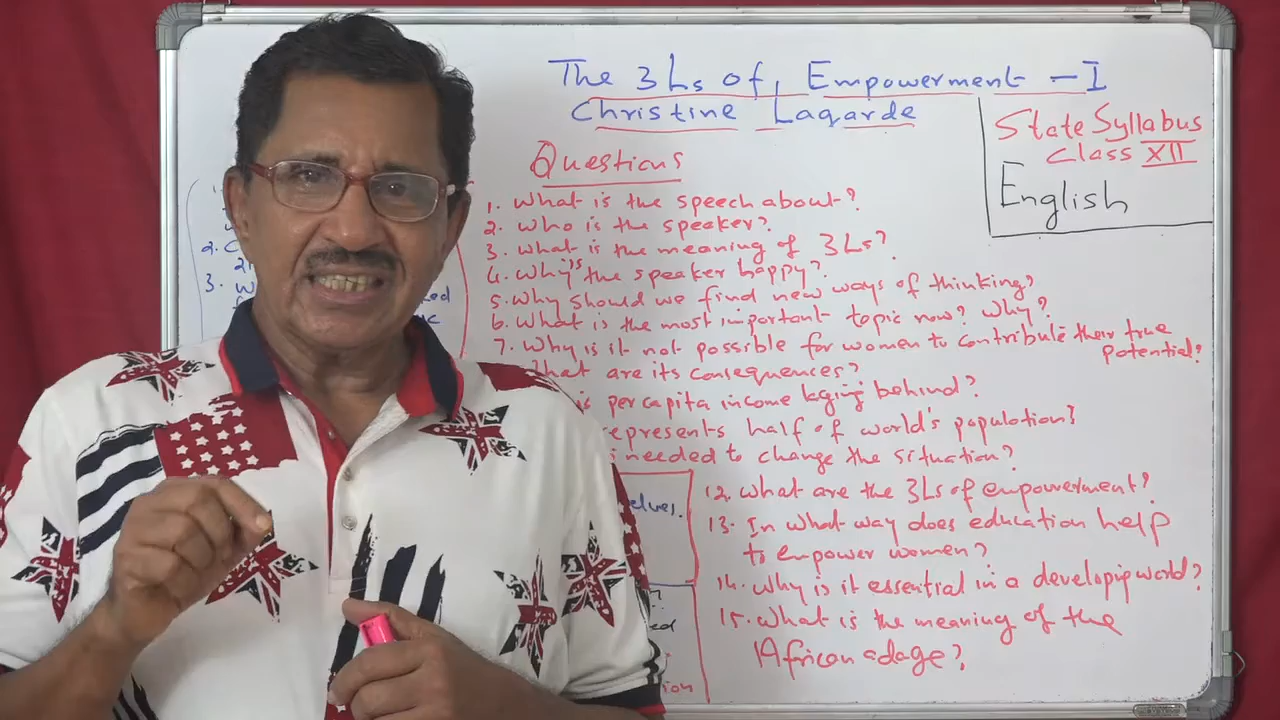 The 3Ls of Empowerment - I
Christine Lagarde
State Syllabus
Class XII
English
Questions
1. What is the speech about?
2. Who is the speaker?
3. What is the meaning of 3Ls?
4. Why's the speaker happy?
5. Why should we find new ways of thinking?
6. What is the most important topic now? Why?
7. Why is it not possible for women to contribute their true
potential?
What are its consequences?
is percapita income laging behind?
epresents half of world's population?
needed to change the situation?
12. What are the 3Ls of empowerment?
13. In what way does education help
to empower women?
14. Why is it essential in a developing world?
15. What is the meaning of the
African adage?
2.
3.
elves.